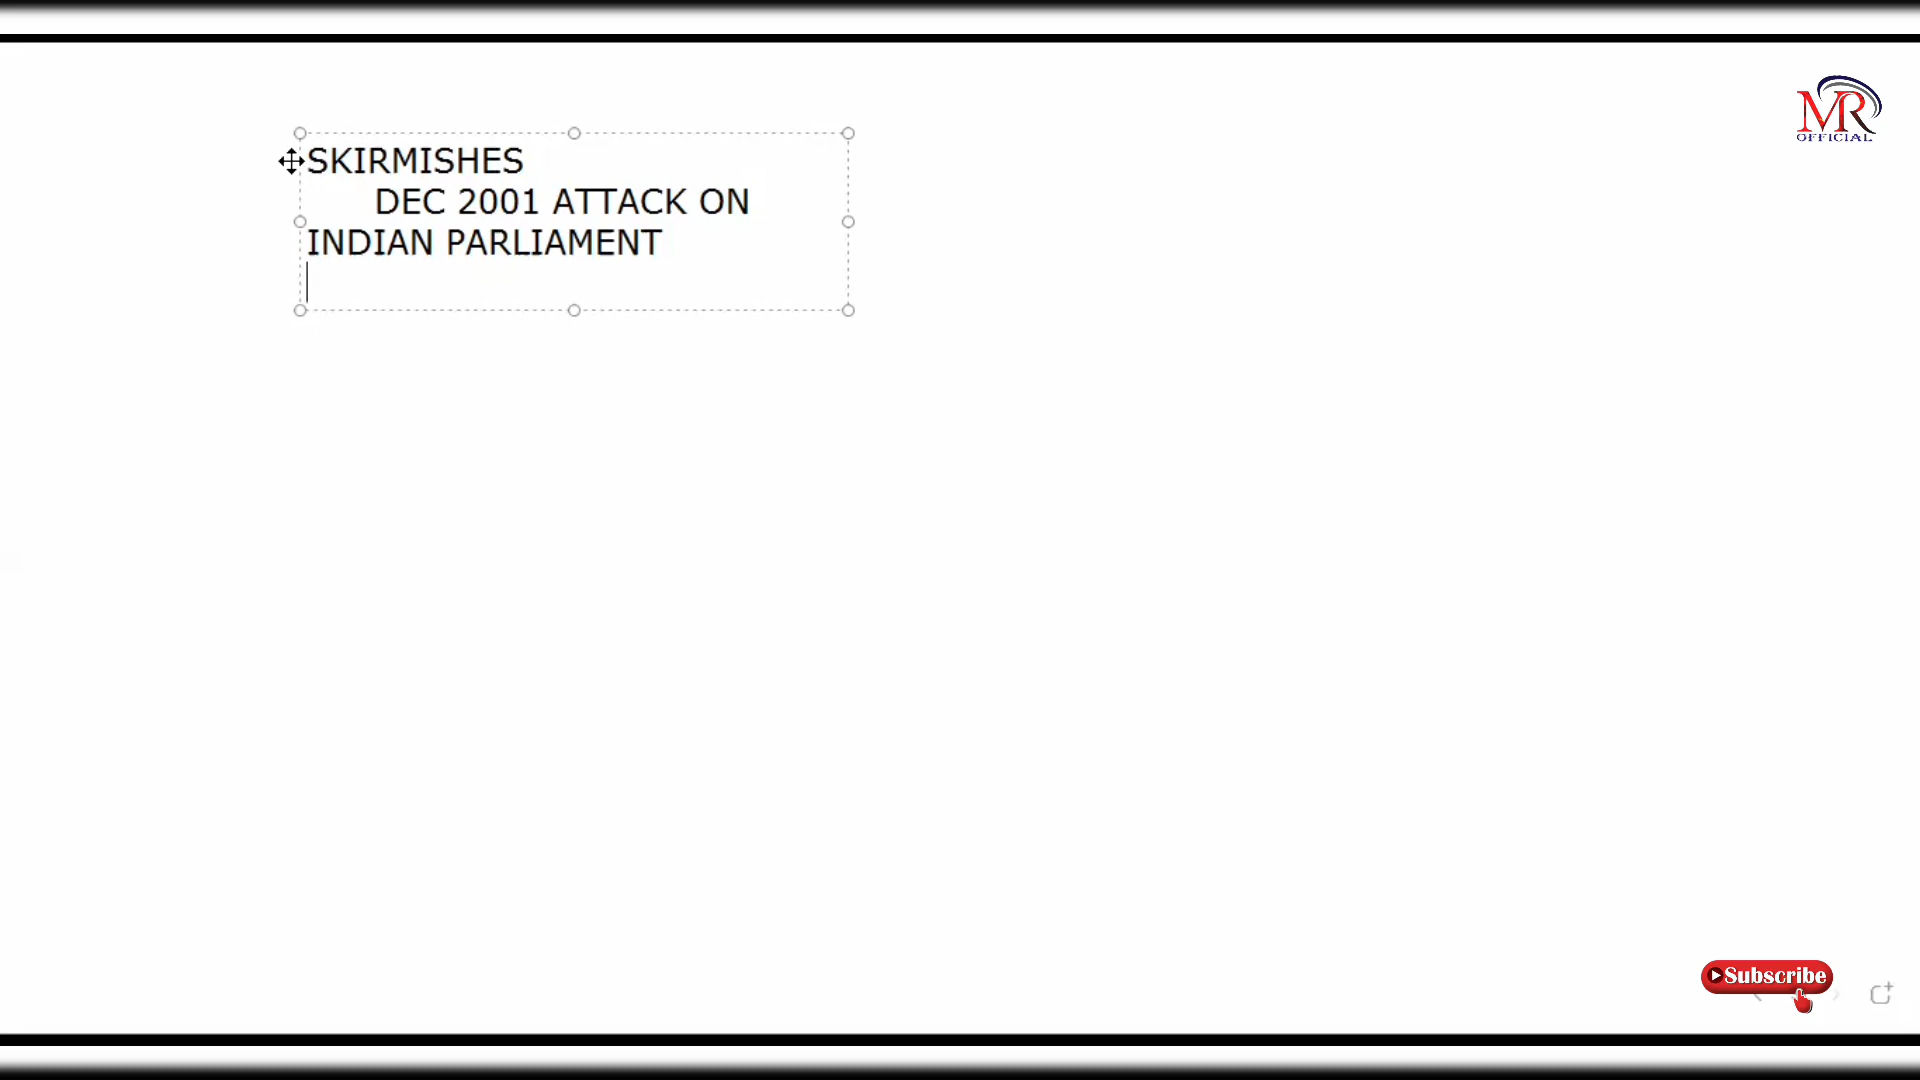 MR
OFFICIAL
SKIRMISHES
DEC 2001 ATTACK ON
INDIAN PARLIAMENT
Subscribe